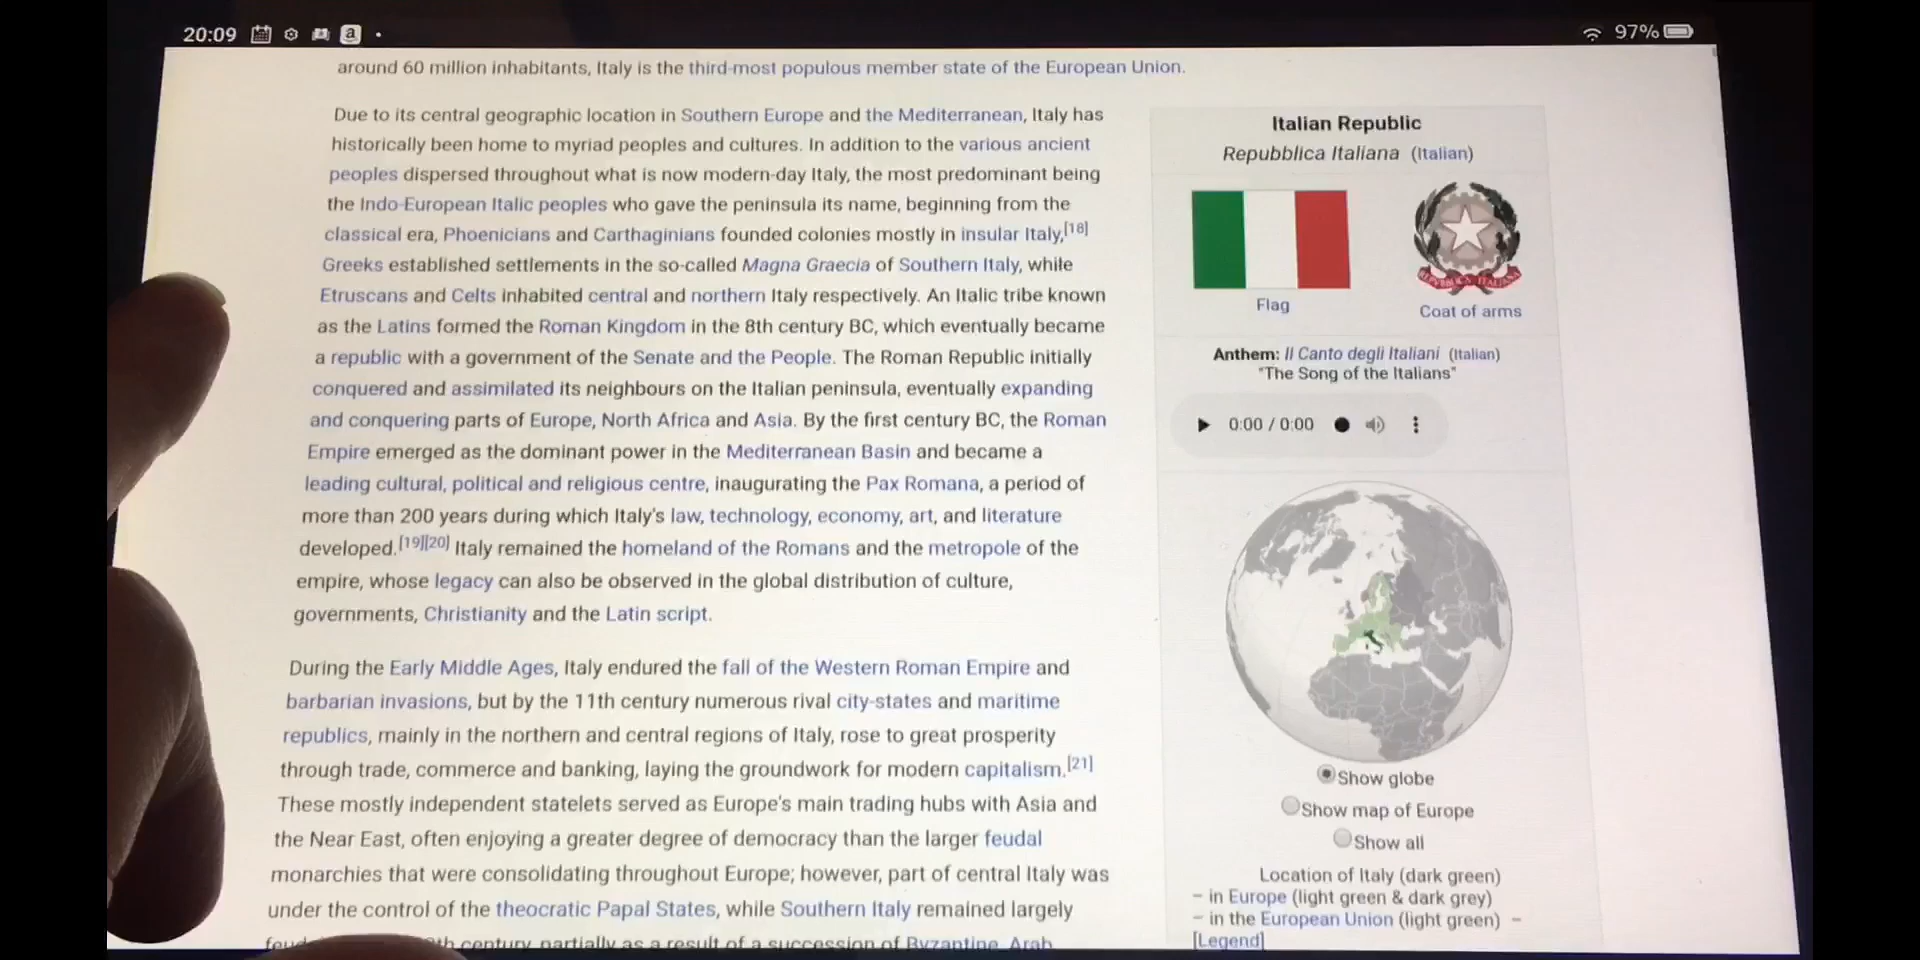 20:09
97%
around 60 million inhabitants, Italy is the third-most populous member state of the European Union.
Due to its central geographic location in Southern Europe and the Mediterranean, Italy has
historically been home to myriad peoples and cultures. In addition to the various ancient
peoples dispersed throughout what is now modern-day Italy, the most predominant being
the Indo-European Italic peoples who gave the peninsula its name, beginning from the
classical era, Phoenicians and Carthaginians founded colonies mostly in insular Italy,[18]
Greeks established settlements in the so-called Magna Graecia of Southern Italy, while
Etruscans and Celts inhabited central and northern Italy respectively. An Italic tribe known
as the Latins formed the Roman Kingdom in the 8th century BC, which eventually became
a republic with a government of the Senate and the People. The Roman Republic initially
conquered and assimilated its neighbours on the Italian peninsula, eventually expanding
and conquering parts of Europe, North Africa and Asia. By the first century BC, the Roman
Empire emerged as the dominant power in the Mediterranean Basin and became a
leading cultural, political and religious centre, inaugurating the Pax Romana, a period of
more than 200 years during which Italy's law, technology, economy, art, and literature
developed.[19][20] Italy remained the homeland of the Romans and the metropole of the
empire, whose legacy can also be observed in the global distribution of culture,
governments, Christianity and the Latin script.
During the Early Middle Ages, Italy endured the fall of the Western Roman Empire and
barbarian invasions, but by the 11th century numerous rival city-states and maritime
republics, mainly in the northern and central regions of Italy, rose to great prosperity
through trade, commerce and banking, laying the groundwork for modern capitalism.[21]
These mostly independent statelets served as Europe's main trading hubs with Asia and
the Near East, often enjoying a greater degree of democracy than the larger feudal
monarchies that were consolidating throughout Europe; however, part of central Italy was
under the control of the theocratic Papal States, while Southern Italy remained largely
century partially as a result of a succession of Byzantine, Arab,
Italian Republic
Repubblica Italiana (Italian)
REPVBBLICA ITALIANA
Flag
Coat of arms
Anthem: Il Canto degli Italiani (Italian)
"The Song of the Italians"
0:00 / 0:00
Show globe
Show map of Europe
Show all
Location of Italy (dark green)
– in Europe (light green & dark grey)
– in the European Union (light green) –
[Legend]